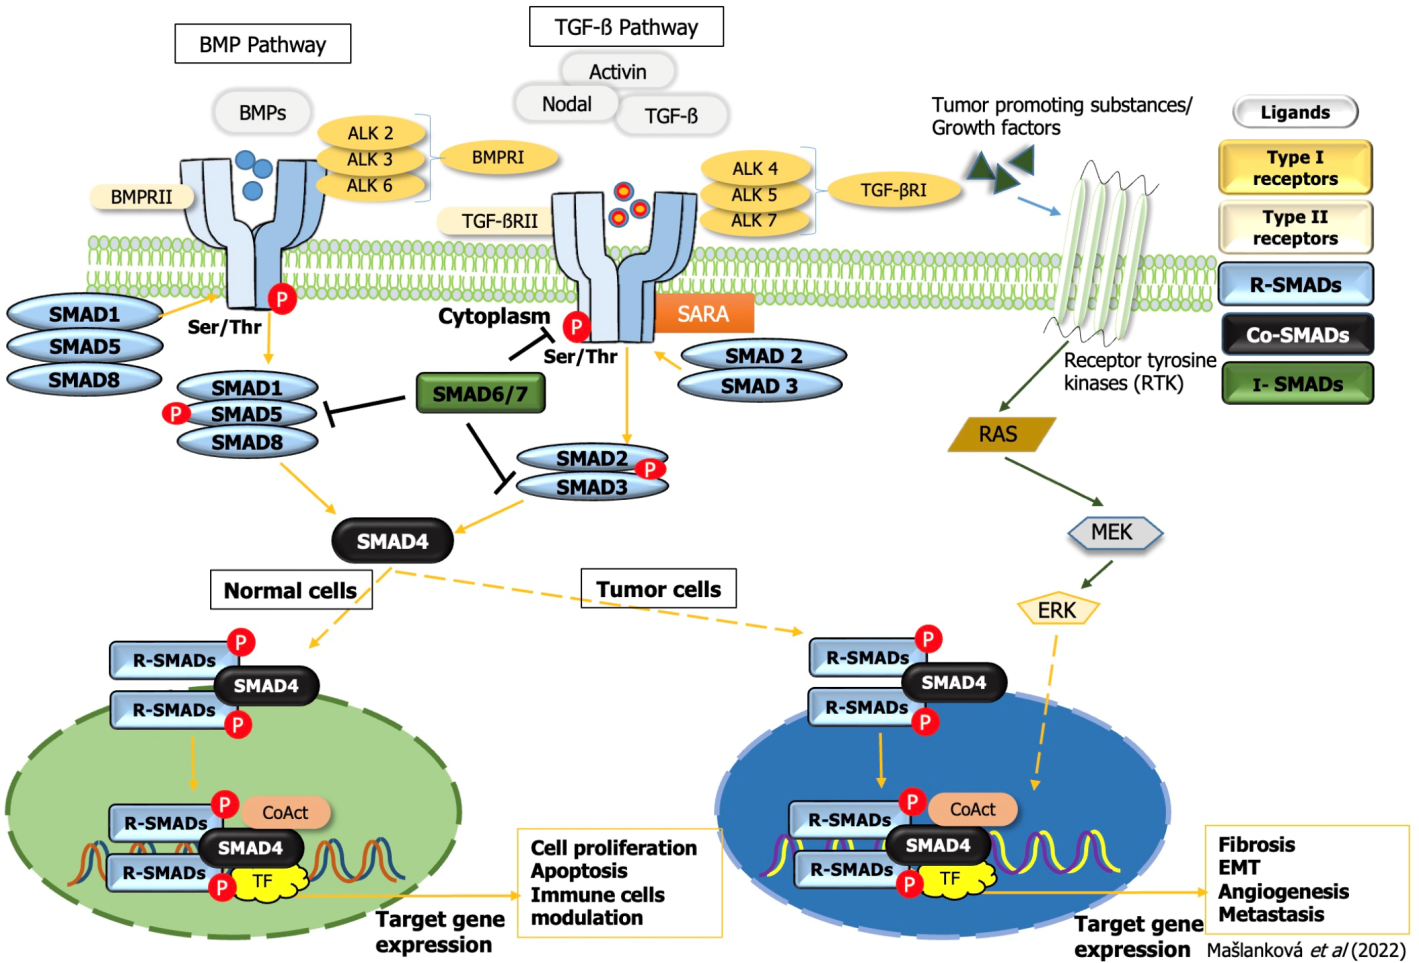 BMP Pathway
TGF-ß Pathway
BMPs
Activin
Nodal
TGF-ß
ALK 2
ALK 3
ALK 6
BMPRI
BMPRII
TGF-ßRII
ALK 4
ALK 5
ALK 7
TGF-βRI
Tumor promoting substances/
Growth factors
Ligands
Type I
receptors
Type II
receptors
R-SMADs
Co-SMADs
I- SMADs
SMAD1
SMAD5
SMAD8
Ser/Thr
P
Cytoplasm
P
Ser/Thr
SARA
SMAD 2
SMAD 3
Receptor tyrosine
kinases (RTK)
SMAD1
P
SMAD5
SMAD8
SMAD6/7
SMAD2
P
SMAD3
RAS
MEK
ERK
SMAD4
Normal cells
Tumor cells
P
R-SMADs
SMAD4
R-SMADs
P
P
R-SMADs
CoAct
SMAD4
R-SMADs
P
TF
Target gene
expression
Cell proliferation
Apoptosis
Immune cells
modulation
P
R-SMADs
SMAD4
R-SMADs
P
P
R-SMADs
CoAct
SMAD4
R-SMADs
P
TF
Target gene
expression
Fibrosis
EMT
Angiogenesis
Metastasis
Mašlanková et al (2022)